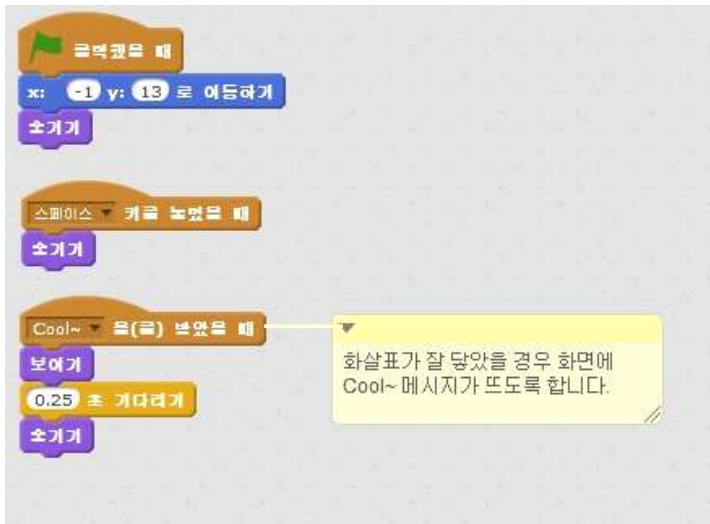 클릭했을 때
x: -1 y: 13 로 이동하기
숨기기
스페이스 키를 눌렀을 때
숨기기
Cool~ 을(를) 받았을 때
보이기
0.25 초 기다리기
숨기기
화살표가 잘 닿았을 경우 화면에
Cool~ 메시지가 뜨도록 합니다.